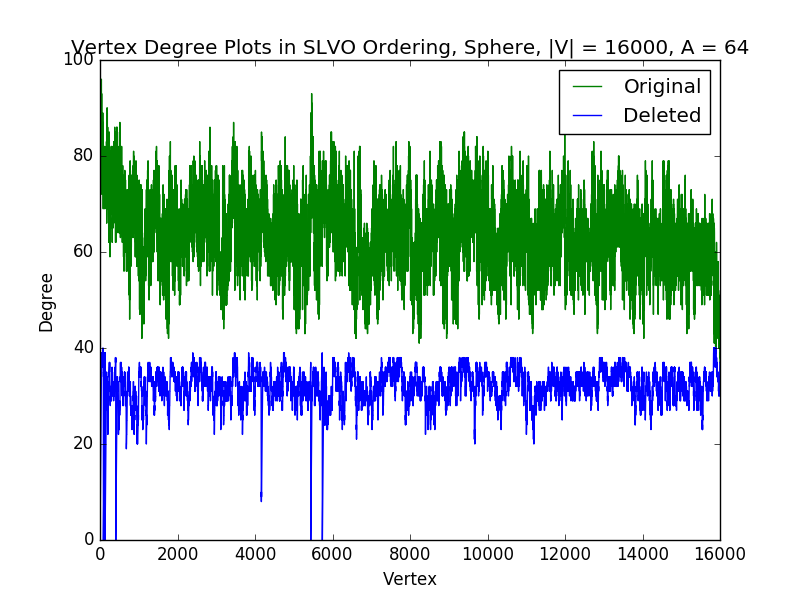 Vertex Degree Plots in SLVO Ordering, Sphere, |V| = 16000, A = 64
Original
Deleted
100
80
60
40
20
0
Degree
0 2000 4000 6000 8000 10000 12000 14000 16000
Vertex